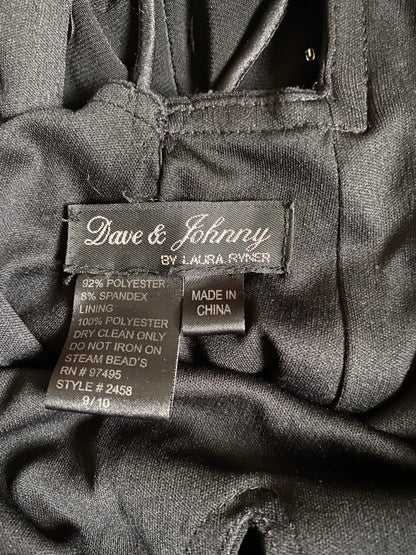 Dave & Johnny
BY LAURA RYNER
92% POLYESTER
8% SPANDEX
LINING
100% POLYESTER
DRY CLEAN ONLY
DO NOT IRON ON
STEAM BEAD'S
RN # 97495
STYLE # 2458
9/10
MADE IN
CHINA